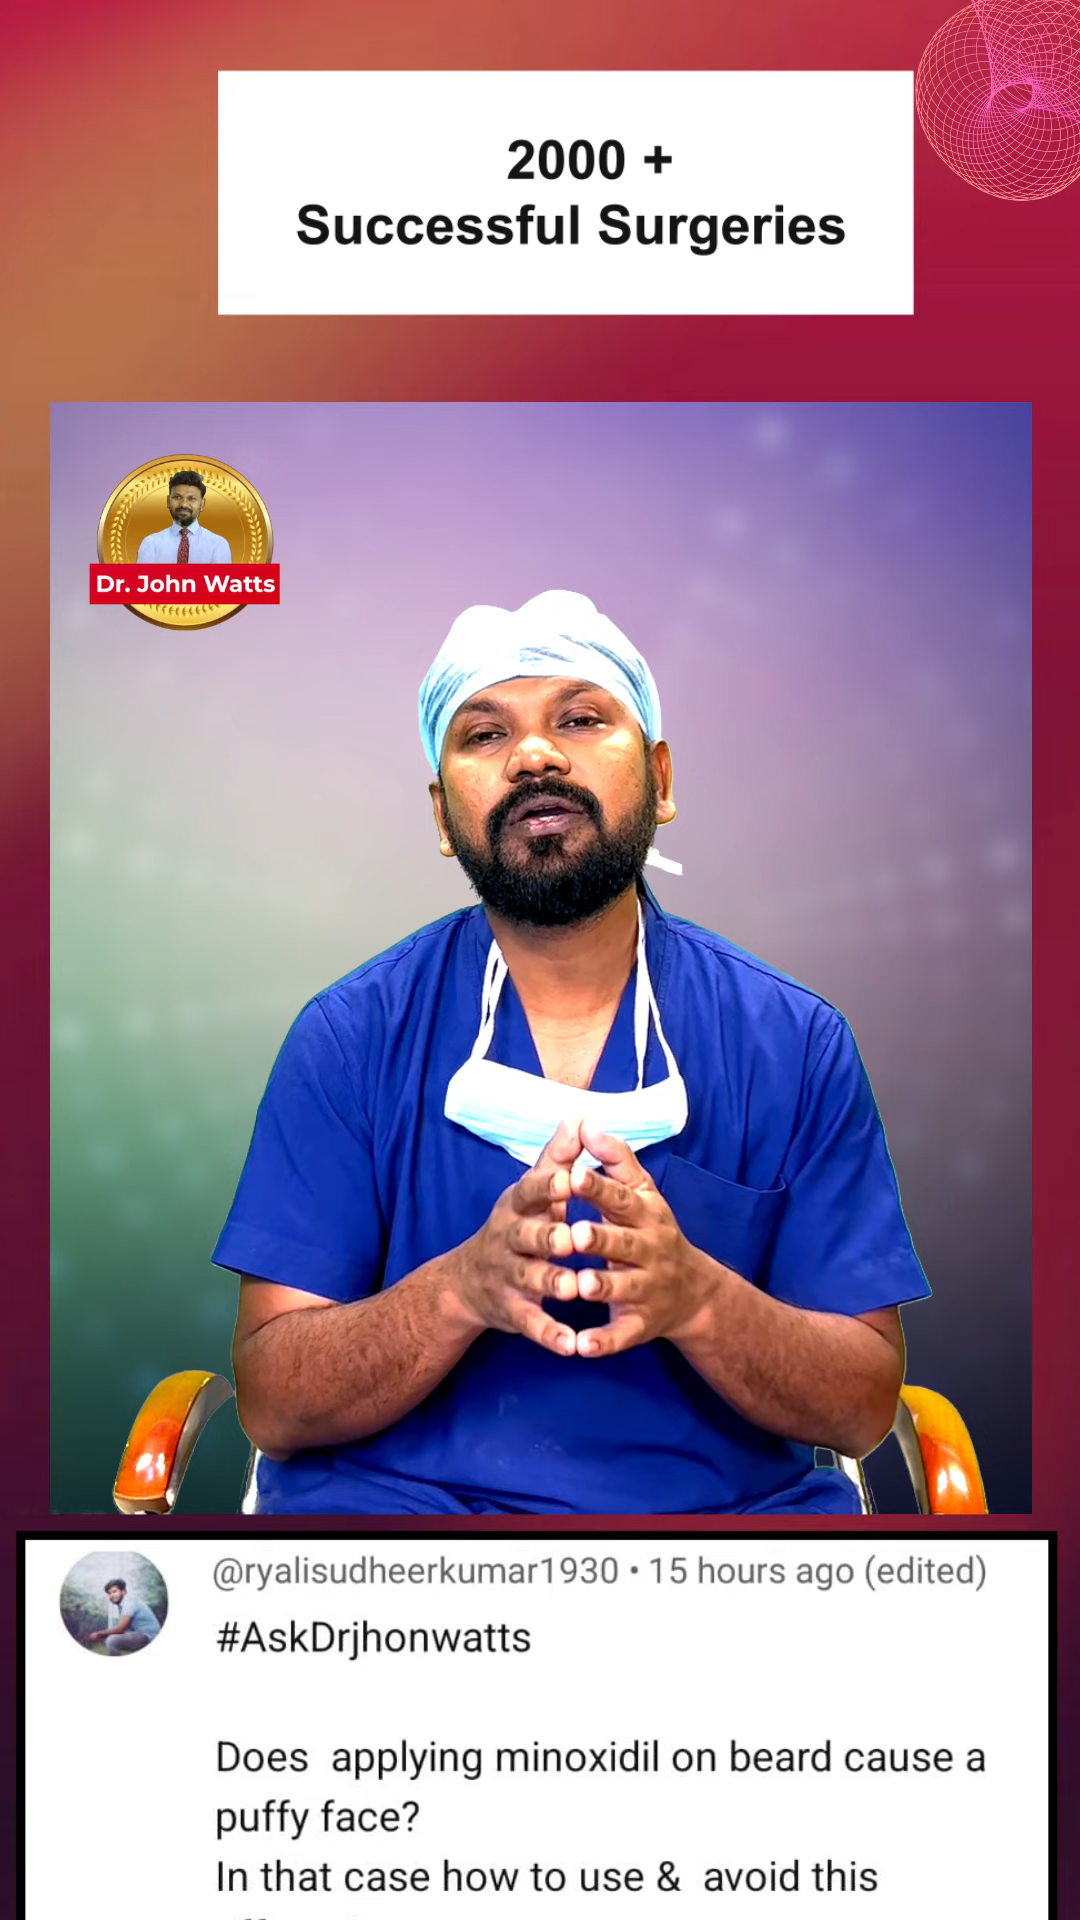 2000 +
Successful Surgeries
Dr. John Watts
@ryalisudheerkumar1930 • 15 hours ago (edited)
#AskDrjhonwatts
Does applying minoxidil on beard cause a
puffy face?
In that case how to use & avoid this